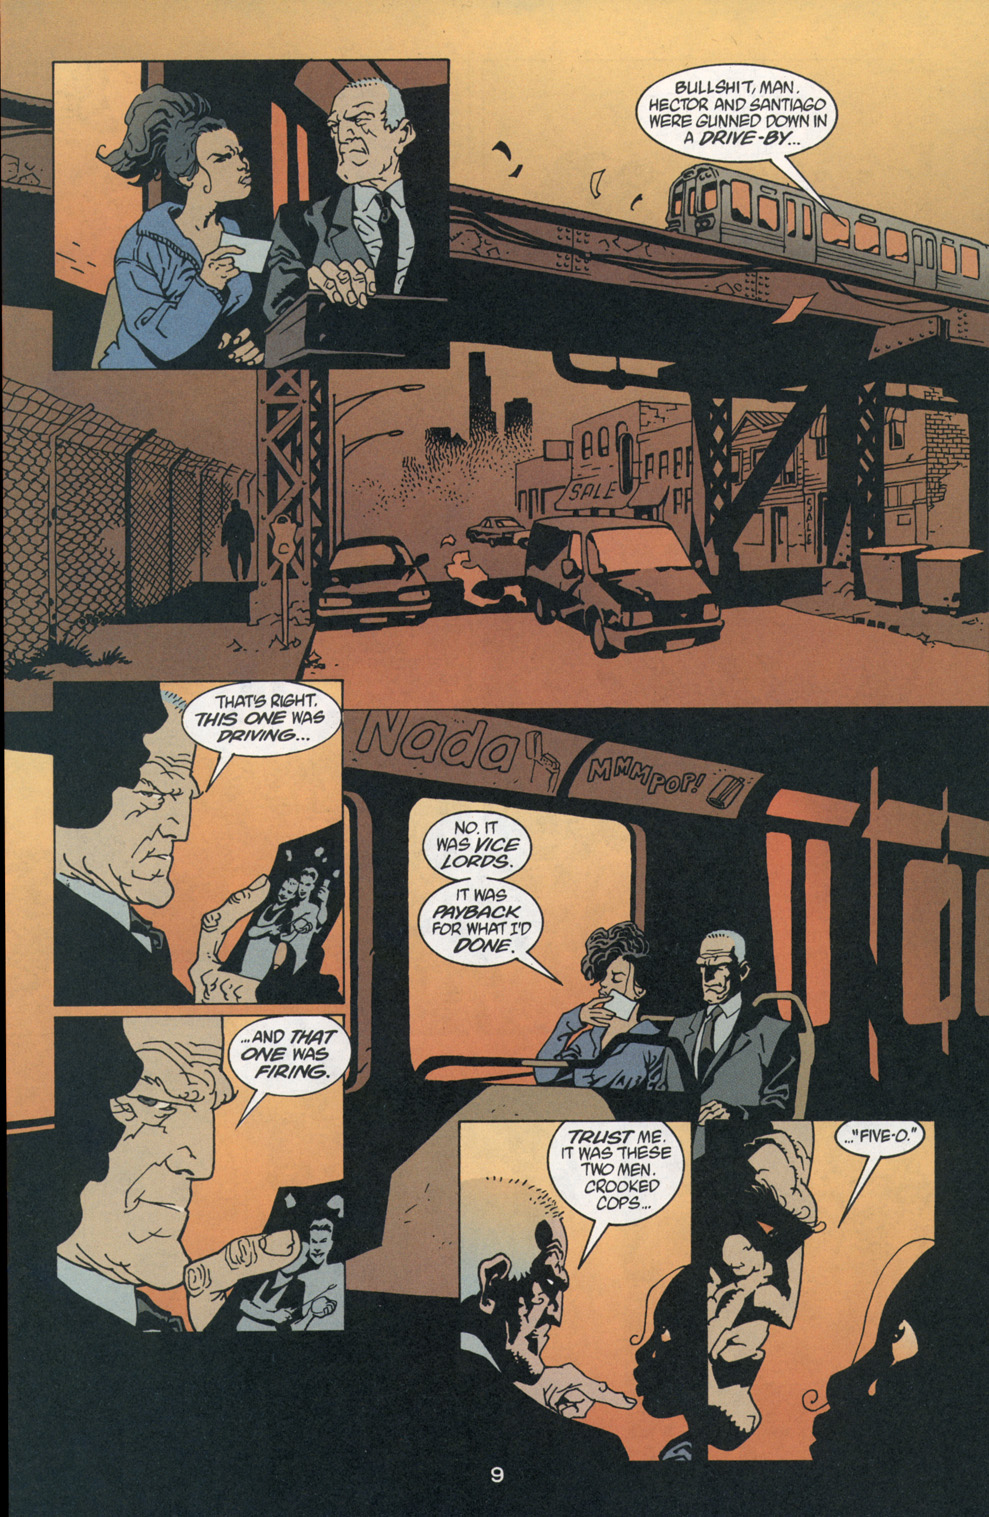 BULLSHIT, MAN.
HECTOR AND SANTIAGO
WERE GUNNED DOWN IN
A DRIVE-BY...
SALE
SALE
C
THAT'S RIGHT.
THIS ONE WAS
DRIVING...
...AND THAT
ONE WAS
FIRING.
Nada
MMMPOP!
NO. IT
WAS VICE
LORDS.
IT WAS
PAYBACK
FOR WHAT I'D
DONE.
TRUST ME.
IT WAS THESE
TWO MEN.
CROOKED
COPS...
..."FIVE-O."
9